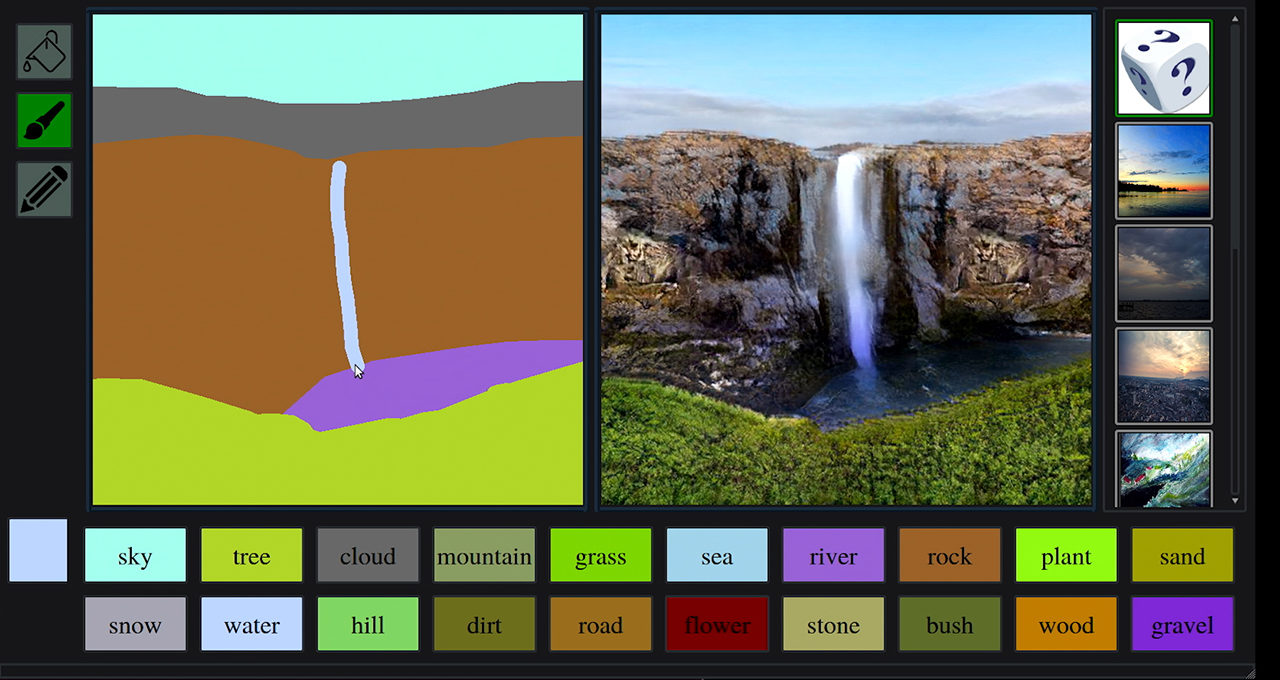 sky tree cloud mountain grass sea river rock plant sand
snow water hill dirt road flower stone bush wood gravel